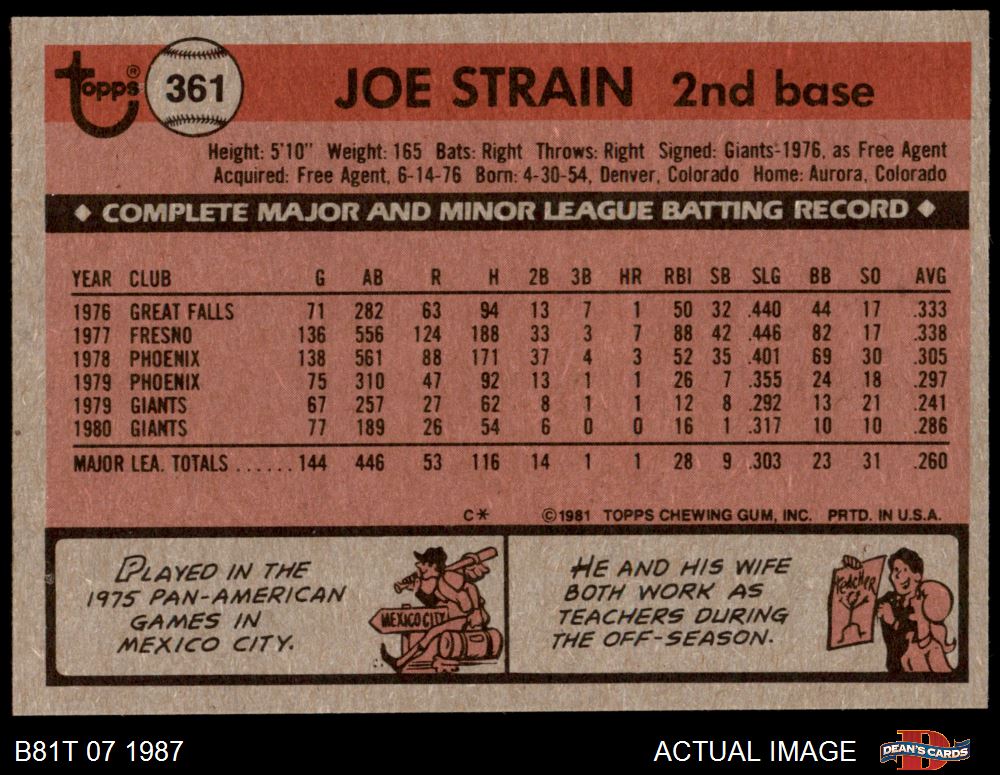 Topps® 361 JOE STRAIN 2nd base
Height: 5'10" Weight: 165 Bats: Right Throws: Right Signed: Giants-1976, as Free Agent
Acquired: Free Agent, 6-14-76 Born: 4-30-54, Denver, Colorado Home: Aurora, Colorado
◆ COMPLETE MAJOR AND MINOR LEAGUE BATTING RECORD ◆
YEAR CLUB G AB R H 2B 3B HR RBI SB SLG BB SO AVG
1976 GREAT FALLS 71 282 63 94 13 7 1 50 32 .440 44 17 .333
1977 FRESNO 136 556 124 188 33 3 7 88 42 .446 82 17 .338
1978 PHOENIX 138 561 88 171 37 4 3 52 35 .401 69 30 .305
1979 PHOENIX 75 310 47 92 13 1 1 26 7 .355 24 18 .297
1979 GIANTS 67 257 27 62 8 1 1 12 8 .292 13 21 .241
1980 GIANTS 77 189 26 54 6 0 0 16 1 .317 10 10 .286
MAJOR LEA. TOTALS ...... 144 446 53 116 14 1 1 28 9 .303 23 31 .260
C* ©1981 TOPPS CHEWING GUM, INC. PRTD. IN U.S.A.
PLAYED IN THE
1975 PAN-AMERICAN
GAMES IN
MEXICO CITY.
MEXICO CITY
HE AND HIS WIFE
BOTH WORK AS
TEACHERS DURING
THE OFF-SEASON.
TEACHER
B81T 07 1987 ACTUAL IMAGE DEAN'S CARDS